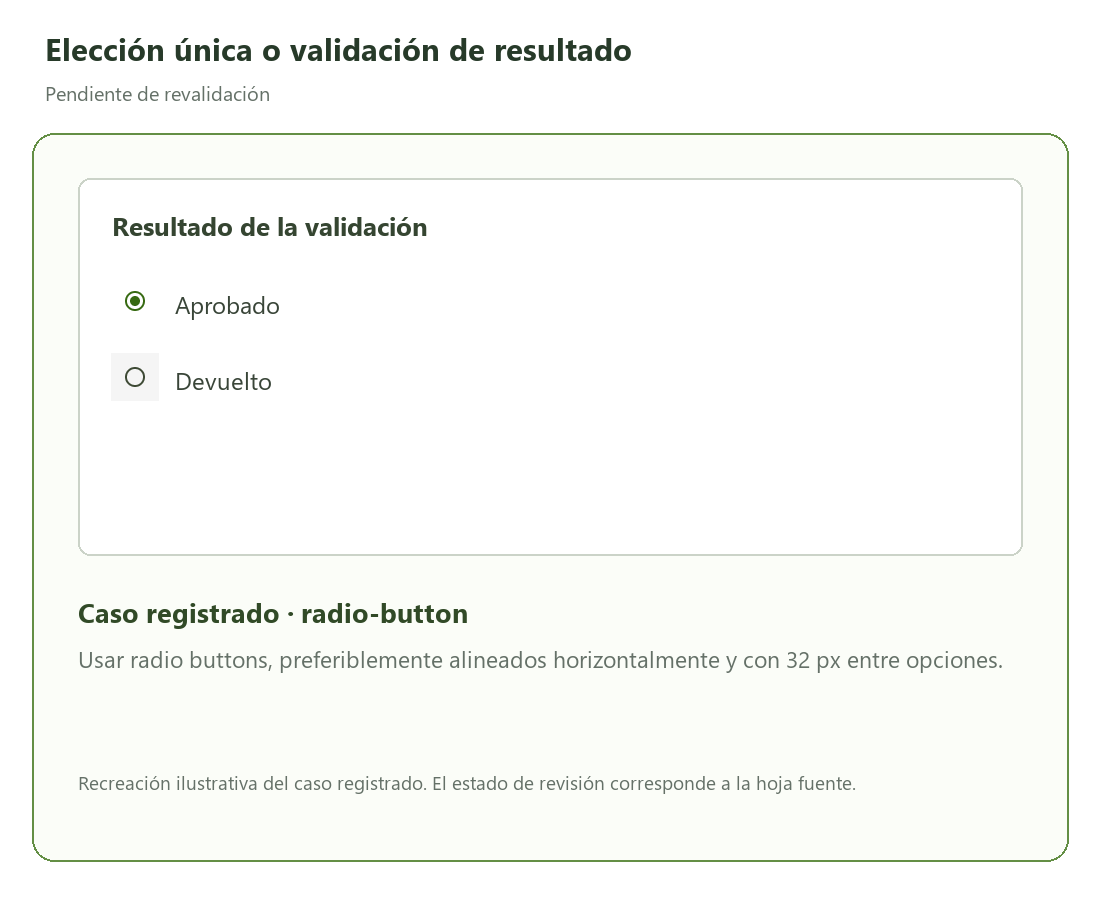 Elección única o validación de resultado
Pendiente de revalidación
Resultado de la validación
Aprobado
Devuelto
Caso registrado · radio-button
Usar radio buttons, preferiblemente alineados horizontalmente y con 32 px entre opciones.
Recreación ilustrativa del caso registrado. El estado de revisión corresponde a la hoja fuente.